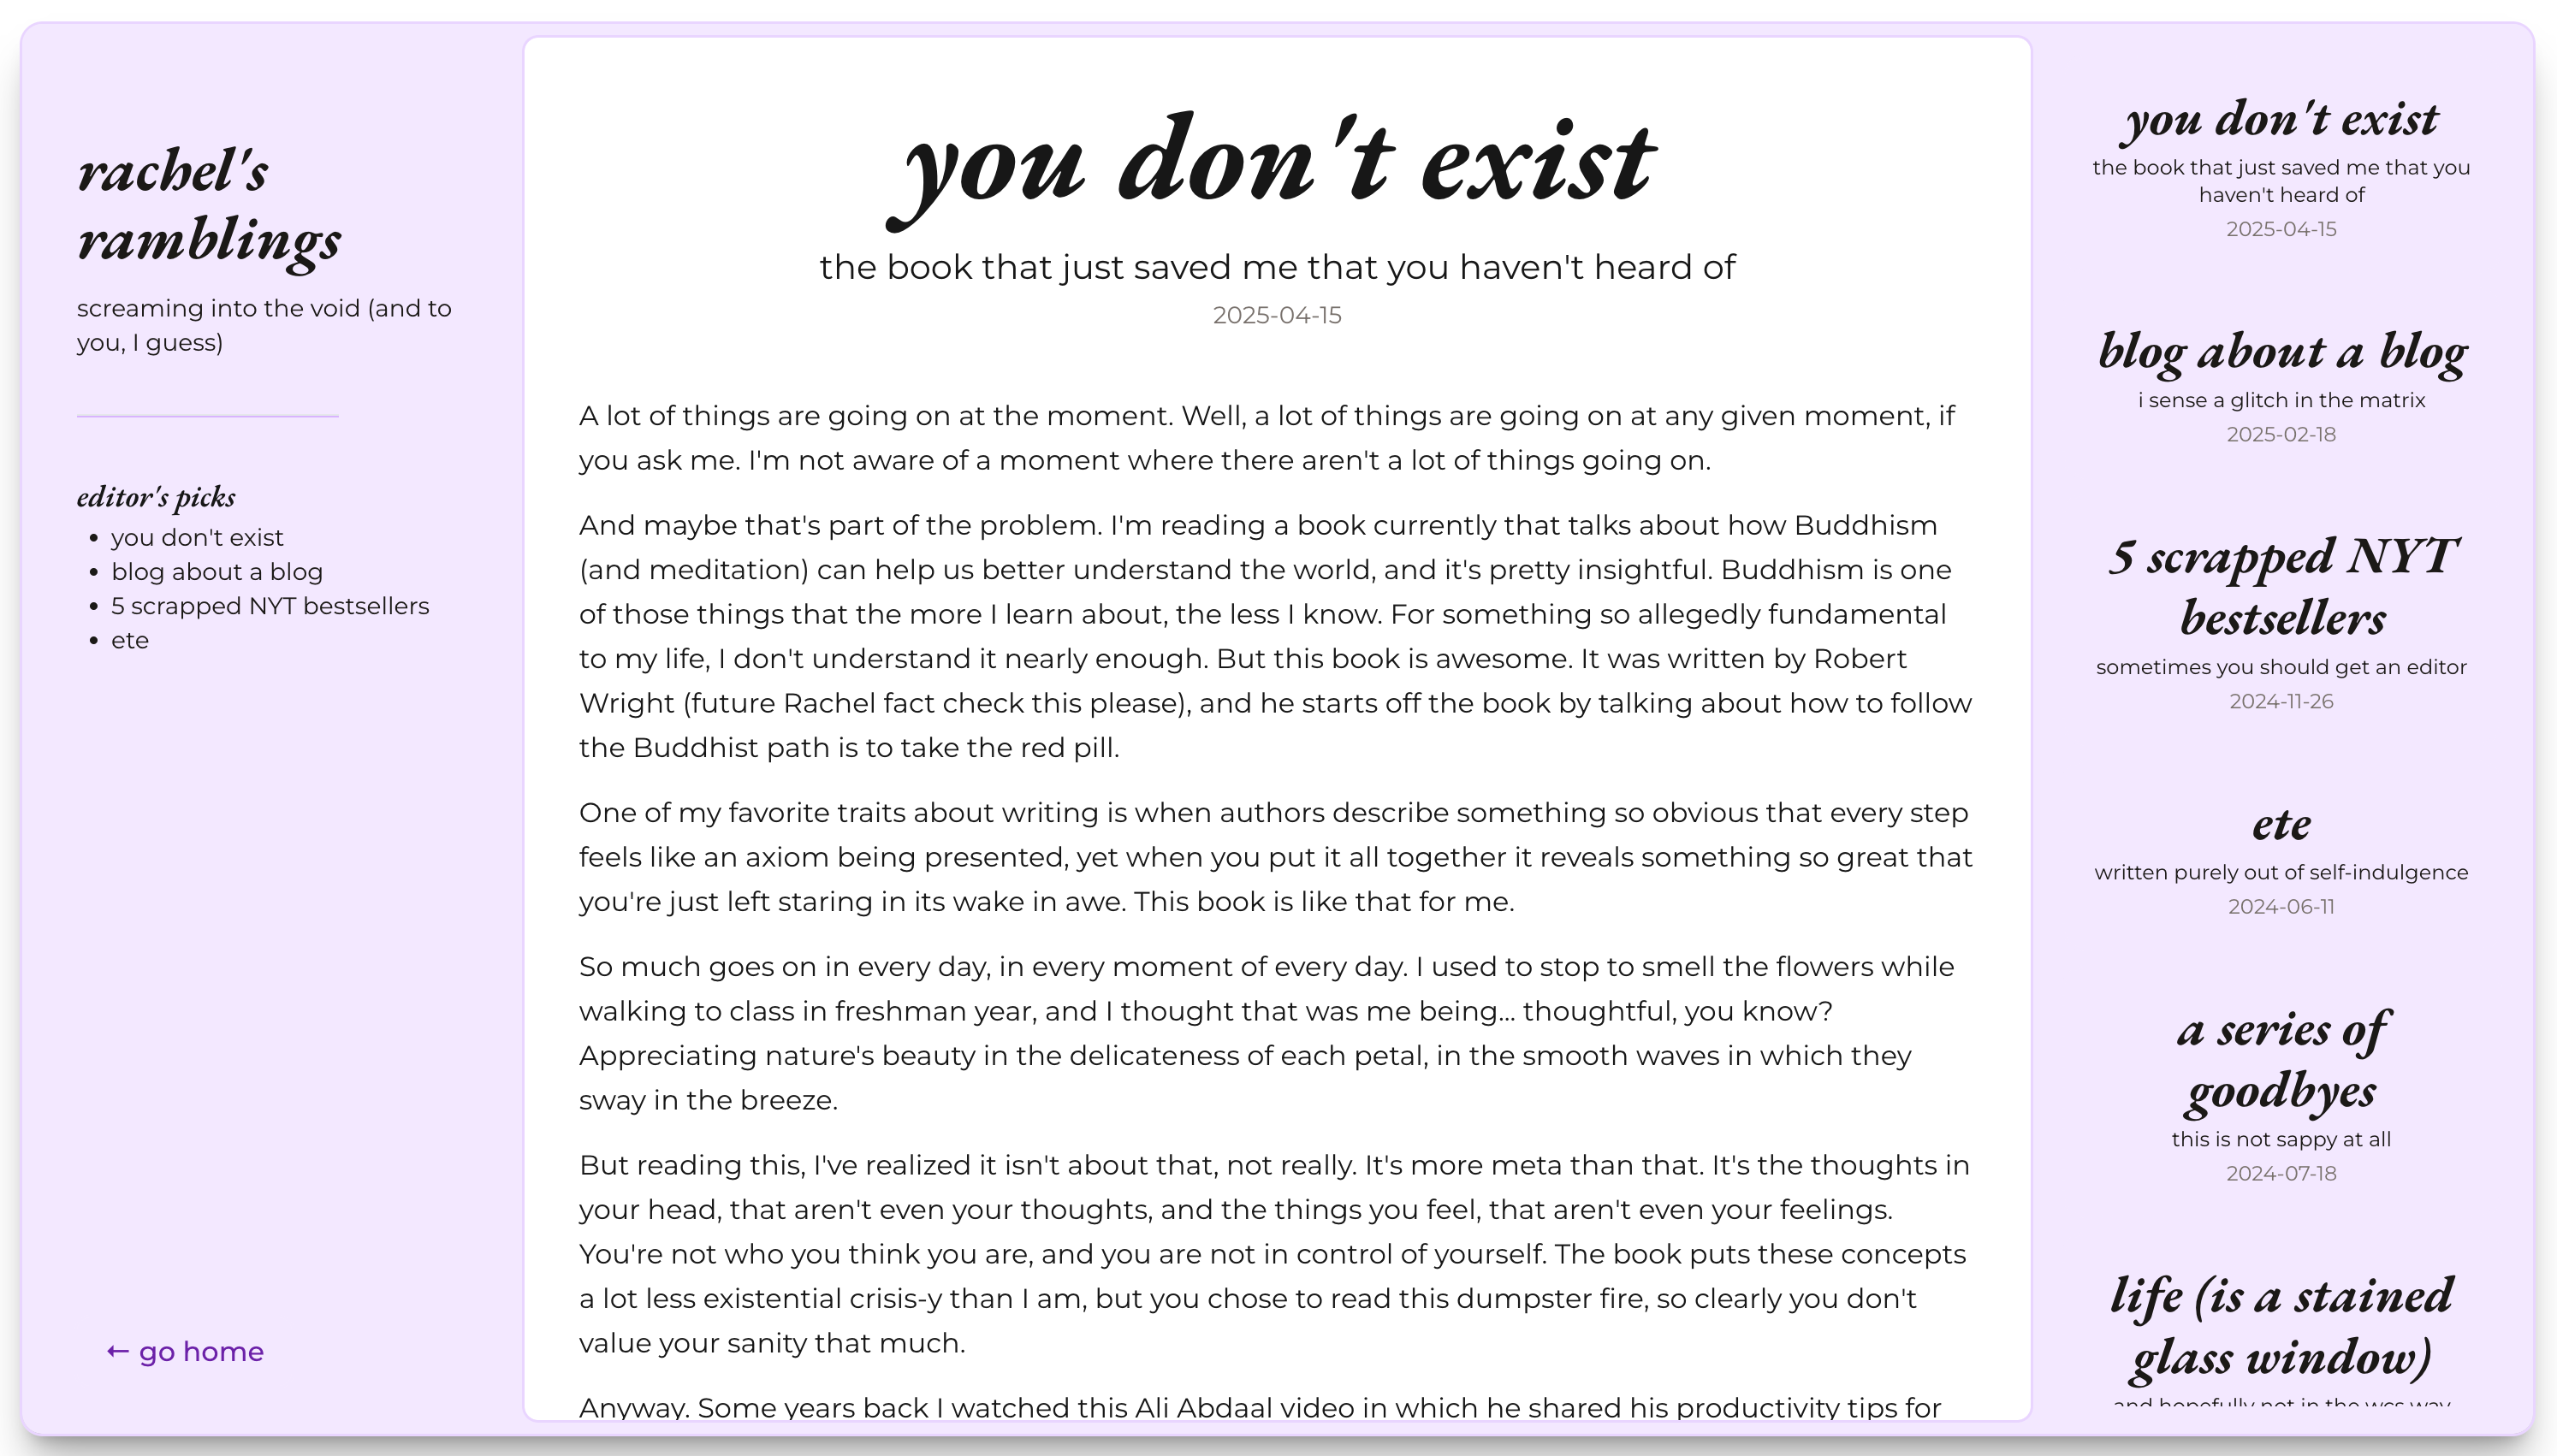 rachel's
ramblings
screaming into the void (and to
you, I guess)
editor's picks
• you don't exist
• blog about a blog
• 5 scrapped NYT bestsellers
• ete
← go home
you don't exist
the book that just saved me that you haven't heard of
2025-04-15
A lot of things are going on at the moment. Well, a lot of things are going on at any given moment, if
you ask me. I'm not aware of a moment where there aren't a lot of things going on.
And maybe that's part of the problem. I'm reading a book currently that talks about how Buddhism
(and meditation) can help us better understand the world, and it's pretty insightful. Buddhism is one
of those things that the more I learn about, the less I know. For something so allegedly fundamental
to my life, I don't understand it nearly enough. But this book is awesome. It was written by Robert
Wright (future Rachel fact check this please), and he starts off the book by talking about how to follow
the Buddhist path is to take the red pill.
One of my favorite traits about writing is when authors describe something so obvious that every step
feels like an axiom being presented, yet when you put it all together it reveals something so great that
you're just left staring in its wake in awe. This book is like that for me.
So much goes on in every day, in every moment of every day. I used to stop to smell the flowers while
walking to class in freshman year, and I thought that was me being... thoughtful, you know?
Appreciating nature's beauty in the delicateness of each petal, in the smooth waves in which they
sway in the breeze.
But reading this, I've realized it isn't about that, not really. It's more meta than that. It's the thoughts in
your head, that aren't even your thoughts, and the things you feel, that aren't even your feelings.
You're not who you think you are, and you are not in control of yourself. The book puts these concepts
a lot less existential crisis-y than I am, but you chose to read this dumpster fire, so clearly you don't
value your sanity that much.
Anyway. Some years back I watched this Ali Abdaal video in which he shared his productivity tips for
you don't exist
the book that just saved me that you
haven't heard of
2025-04-15
blog about a blog
i sense a glitch in the matrix
2025-02-18
5 scrapped NYT
bestsellers
sometimes you should get an editor
2024-11-26
ete
written purely out of self-indulgence
2024-06-11
a series of
goodbyes
this is not sappy at all
2024-07-18
life (is a stained
glass window)
and hopefully not in the wcs way